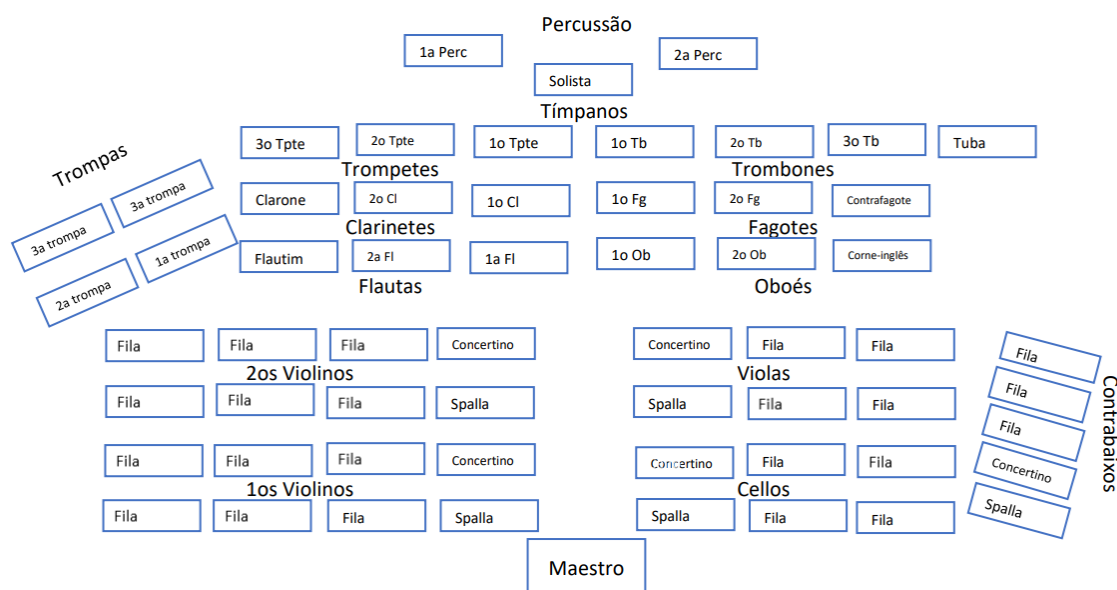 Percussão
1a Perc
2a Perc
Solista
Tímpanos
3o Tpte
2o Tpte
1o Tpte
1o Tb
2o Tb
3o Tb
Tuba
Trompas
Trompetes
Trombones
3a trompa
3a trompa
Clarone
2o Cl
1o Cl
1o Fg
2o Fg
Contrafagote
Clarinetes
Fagotes
2a trompa
1a trompa
Flautim
2a Fl
1a Fl
1o Ob
2o Ob
Corne-inglês
Flautas
Oboés
Fila
Fila
Fila
Concertino
Concertino
Fila
Fila
Fila
2os Violinos
Violas
Contrabaixos
Fila
Fila
Fila
Fila
Spalla
Spalla
Fila
Fila
Fila
Fila
Fila
Fila
Concertino
Concertino
Fila
Fila
Concertino
1os Violinos
Cellos
Fila
Fila
Fila
Spalla
Spalla
Fila
Fila
Spalla
Maestro